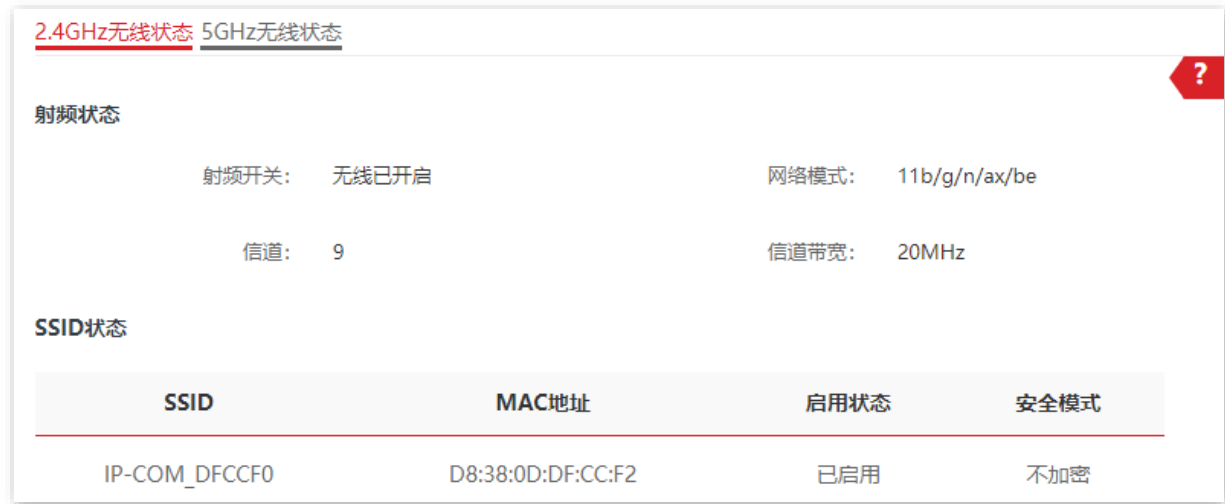 2.4GHz无线状态 5GHz无线状态
?
射频状态
射频开关: 无线已开启 网络模式: 11b/g/n/ax/be
信道: 9 信道带宽: 20MHz
SSID状态
SSID MAC地址 启用状态 安全模式
IP-COM_DFCCF0 D8:38:0D:DF:CC:F2 已启用 不加密